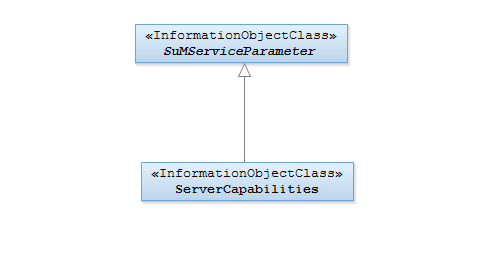 «InformationObjectClass»
SuMServiceParameter
«InformationObjectClass»
ServerCapabilities